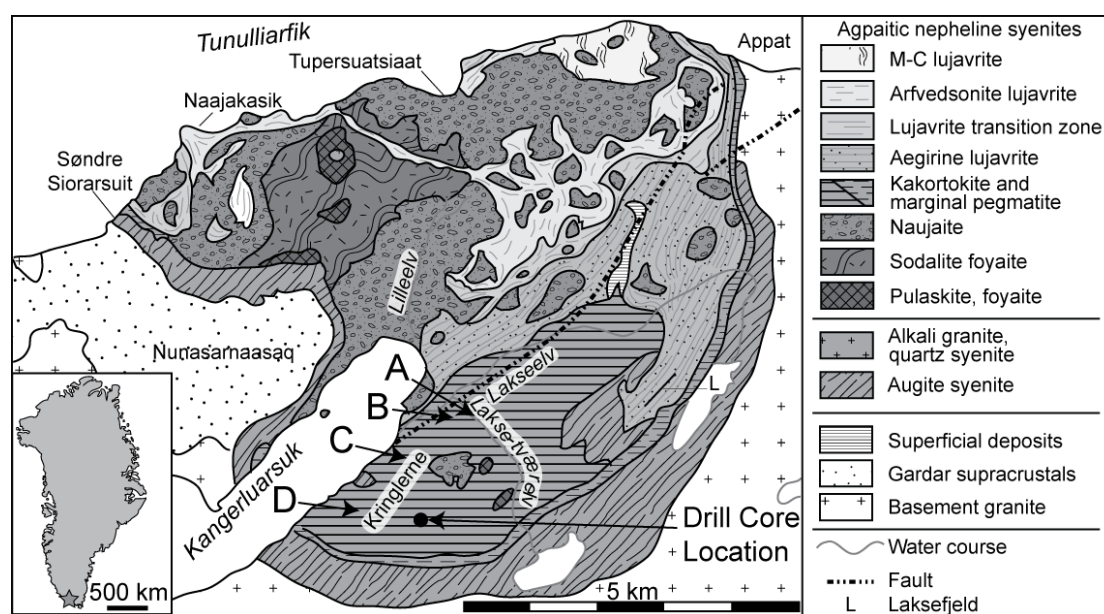 Tunulliarfik
Appat
Tupersuatsiaat
Naajakasik
Søndre
Siorarsuit
Lilleelv
Nunasarnaasaq
A
Lakseelv
B
Lakse-tværelv
L
C
Kringlerne
D
Kangerluarsuk
Drill Core
Location
500 km
5 km
Agpaitic nepheline syenites
M-C lujavrite
Arfvedsonite lujavrite
Lujavrite transition zone
Aegirine lujavrite
Kakortokite and
marginal pegmatite
Naujaite
Sodalite foyaite
Pulaskite, foyaite
Alkali granite,
quartz syenite
Augite syenite
Superficial deposits
Gardar supracrustals
Basement granite
Water course
Fault
L Laksefjeld